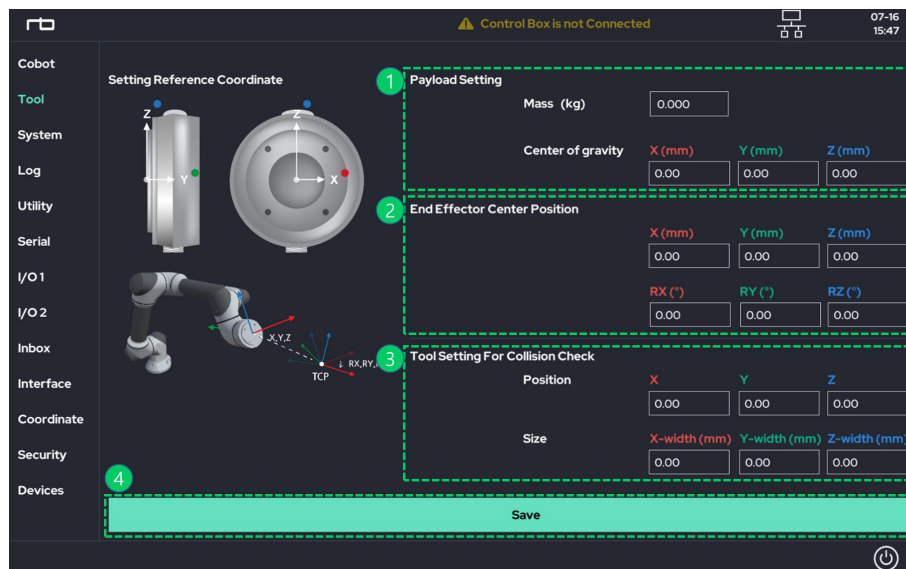 rb
Control Box is not Connected
07-16
15:47
Cobot
Tool
System
Log
Utility
Serial
I/O 1
I/O 2
Inbox
Interface
Coordinate
Security
Devices
Setting Reference Coordinate
Z
Y
Z
X
X,Y,Z
TCP
RX,RY,
1
Payload Setting
Mass (kg) 0.000
Center of gravity X (mm) Y (mm) Z (mm)
0.00 0.00 0.00
2
End Effector Center Position
X (mm) Y (mm) Z (mm)
0.00 0.00 0.00
RX (°) RY (°) RZ (°)
0.00 0.00 0.00
3
Tool Setting For Collision Check
Position X Y Z
0.00 0.00 0.00
Size X-width (mm) Y-width (mm) Z-width (mm)
0.00 0.00 0.00
4
Save